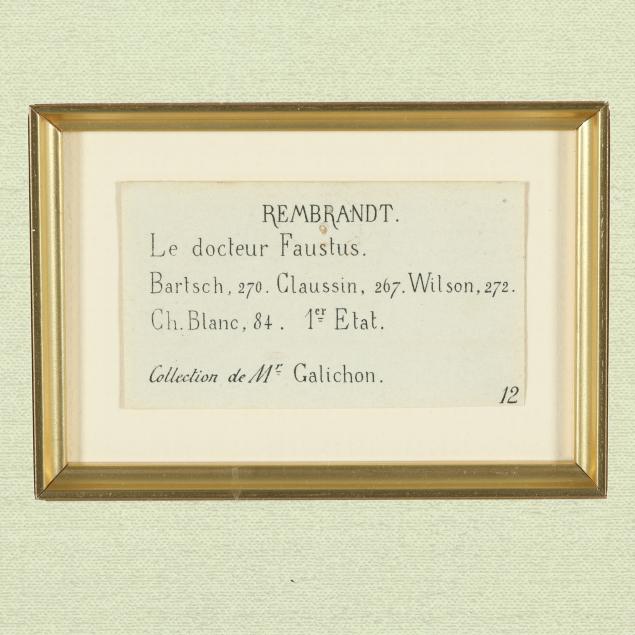 REMBRANDT.
Le docteur Faustus.
Bartsch, 270. Claussin, 267. Wilson, 272.
Ch. Blanc, 84. 1er Etat.
Collection de Mr Galichon.
12